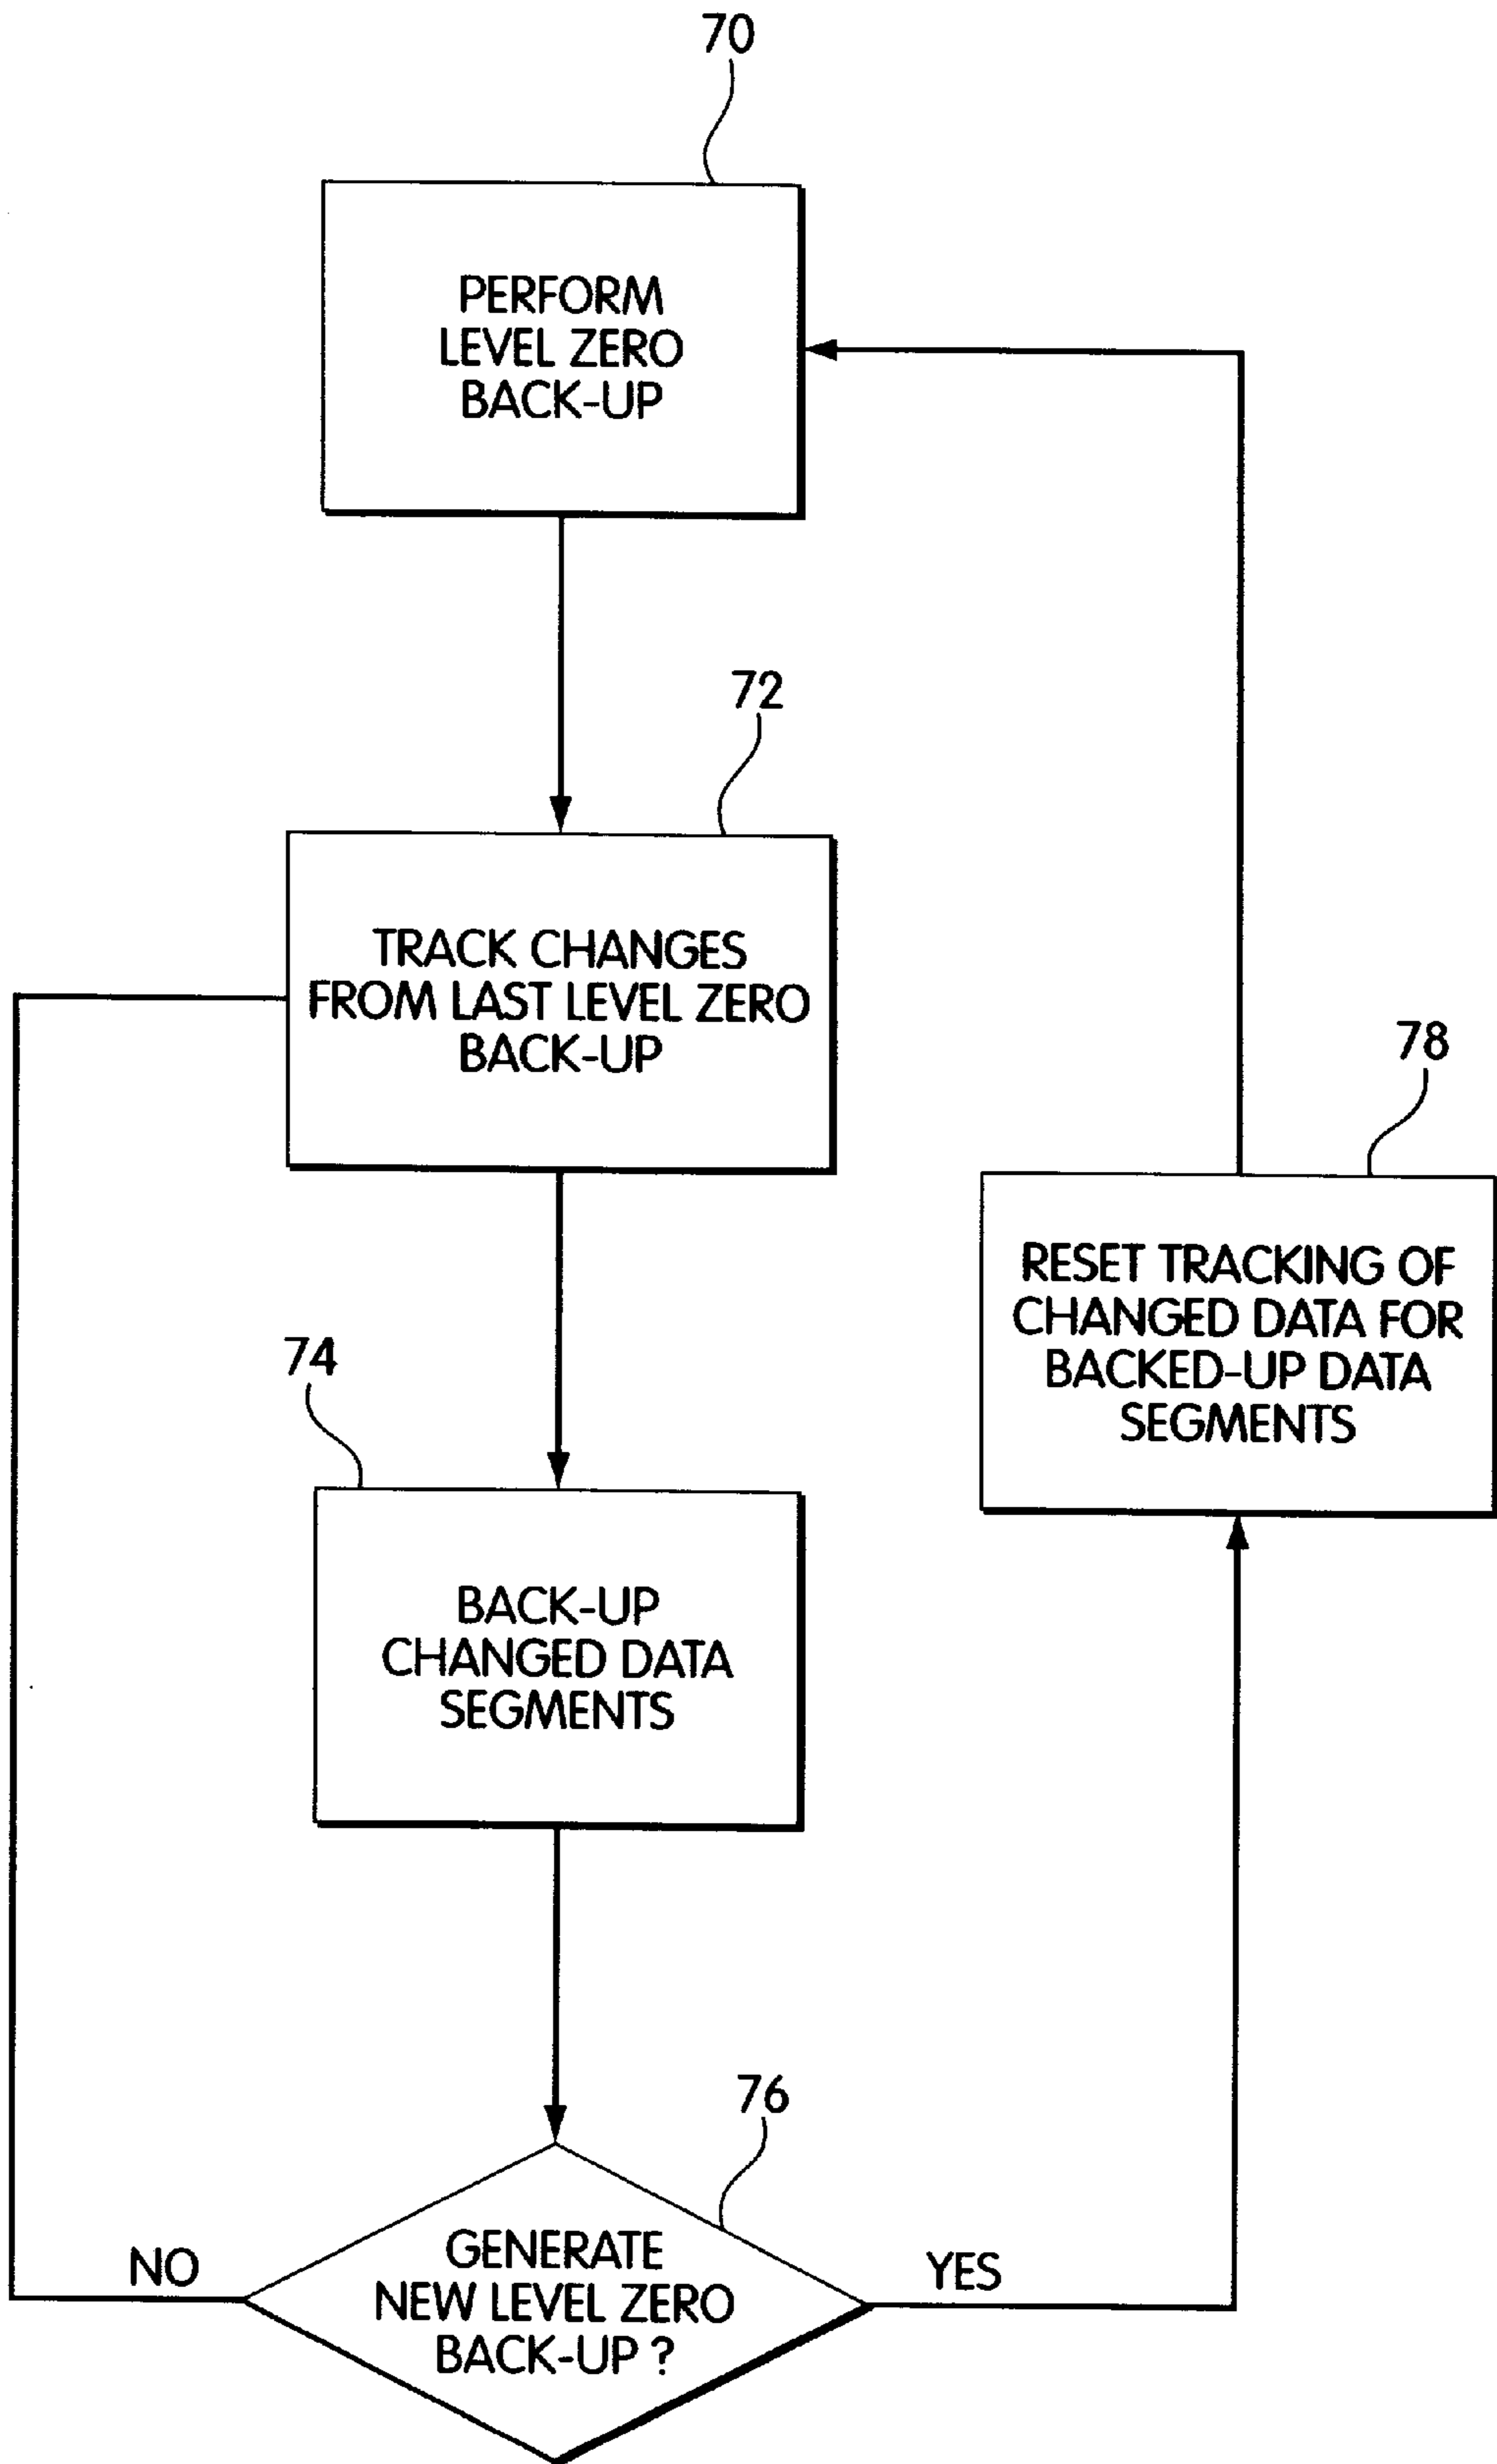 70
PERFORM
LEVEL ZERO
BACK-UP
72
TRACK CHANGES
FROM LAST LEVEL ZERO
BACK-UP
78
RESET TRACKING OF
CHANGED DATA FOR
BACKED-UP DATA
SEGMENTS
74
BACK-UP
CHANGED DATA
SEGMENTS
76
GENERATE
NEW LEVEL ZERO
BACK-UP ?
NO
YES